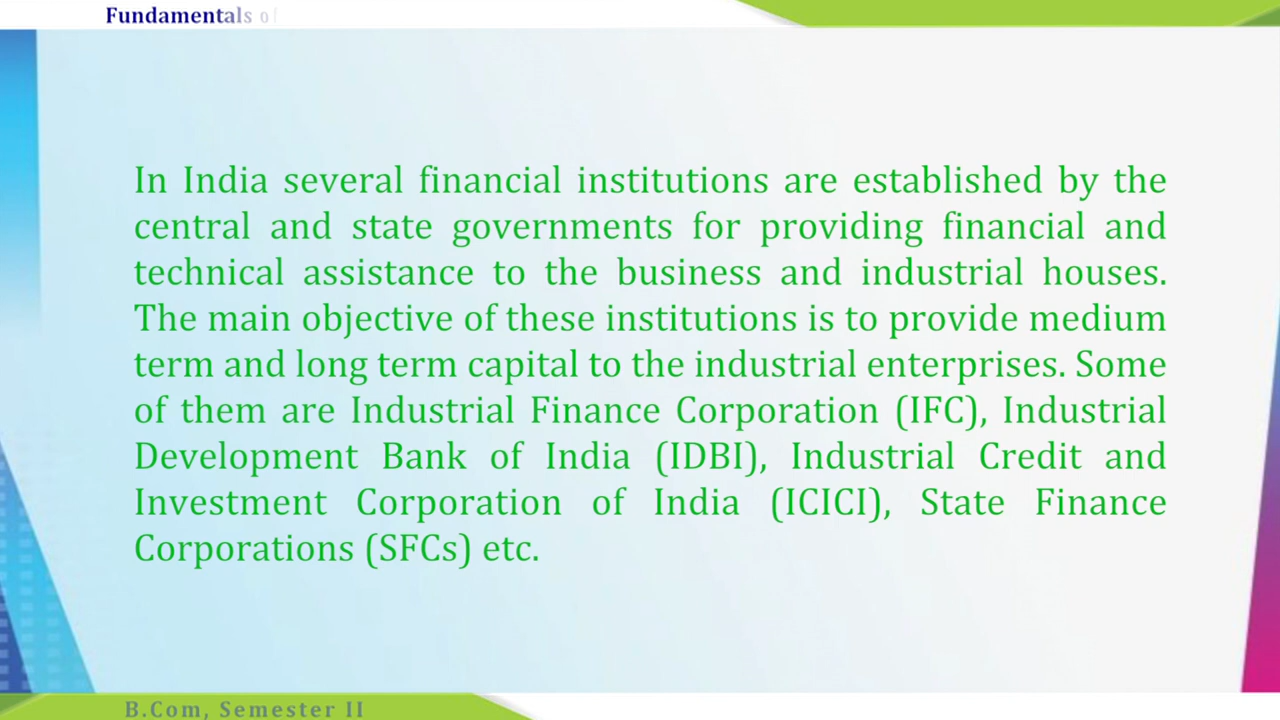 Fundamentals of
In India several financial institutions are established by the
central and state governments for providing financial and
technical assistance to the business and industrial houses.
The main objective of these institutions is to provide medium
term and long term capital to the industrial enterprises. Some
of them are Industrial Finance Corporation (IFC), Industrial
Development Bank of India (IDBI), Industrial Credit and
Investment Corporation of India (ICICI), State Finance
Corporations (SFCs) etc.
B.Com, Semester II